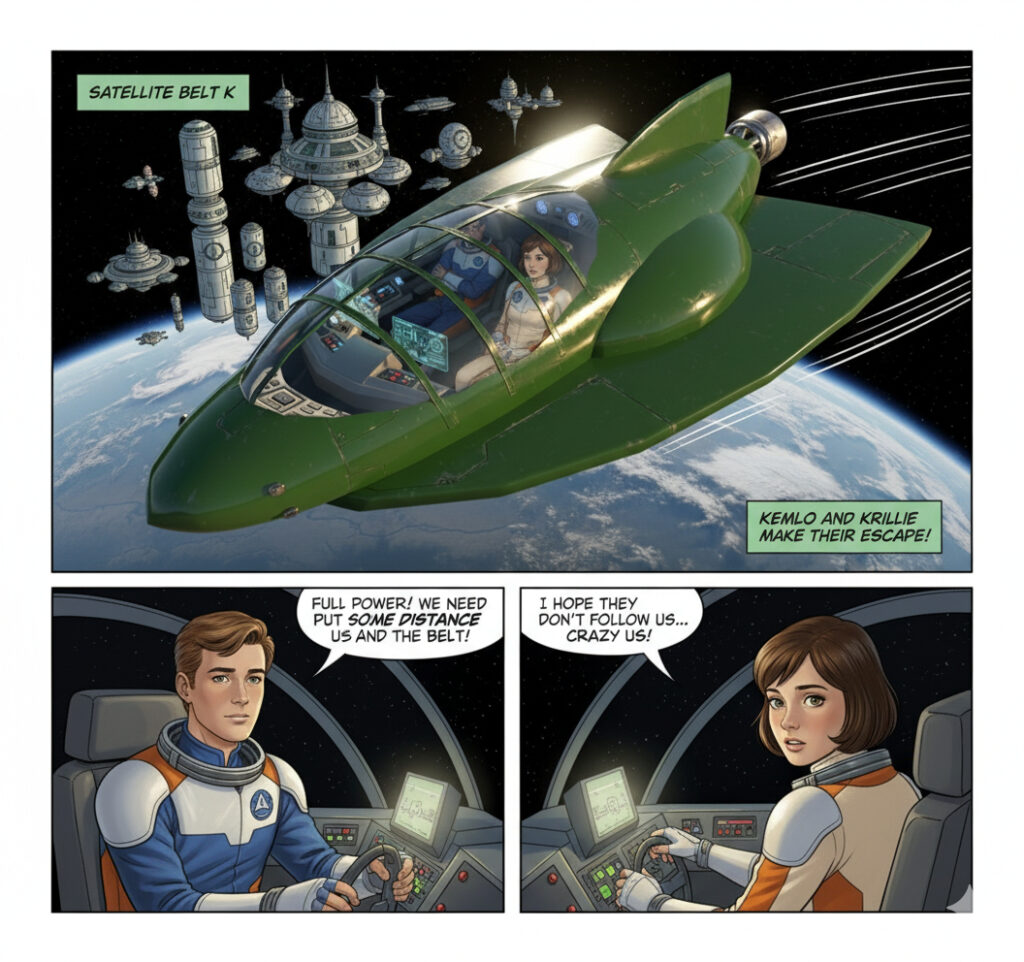 SATELLITE BELT K
KEMLO AND KRILLIE
MAKE THEIR ESCAPE!
FULL POWER! WE NEED
PUT SOME DISTANCE
US AND THE BELT!
I HOPE THEY
DON'T FOLLOW US...
CRAZY US!